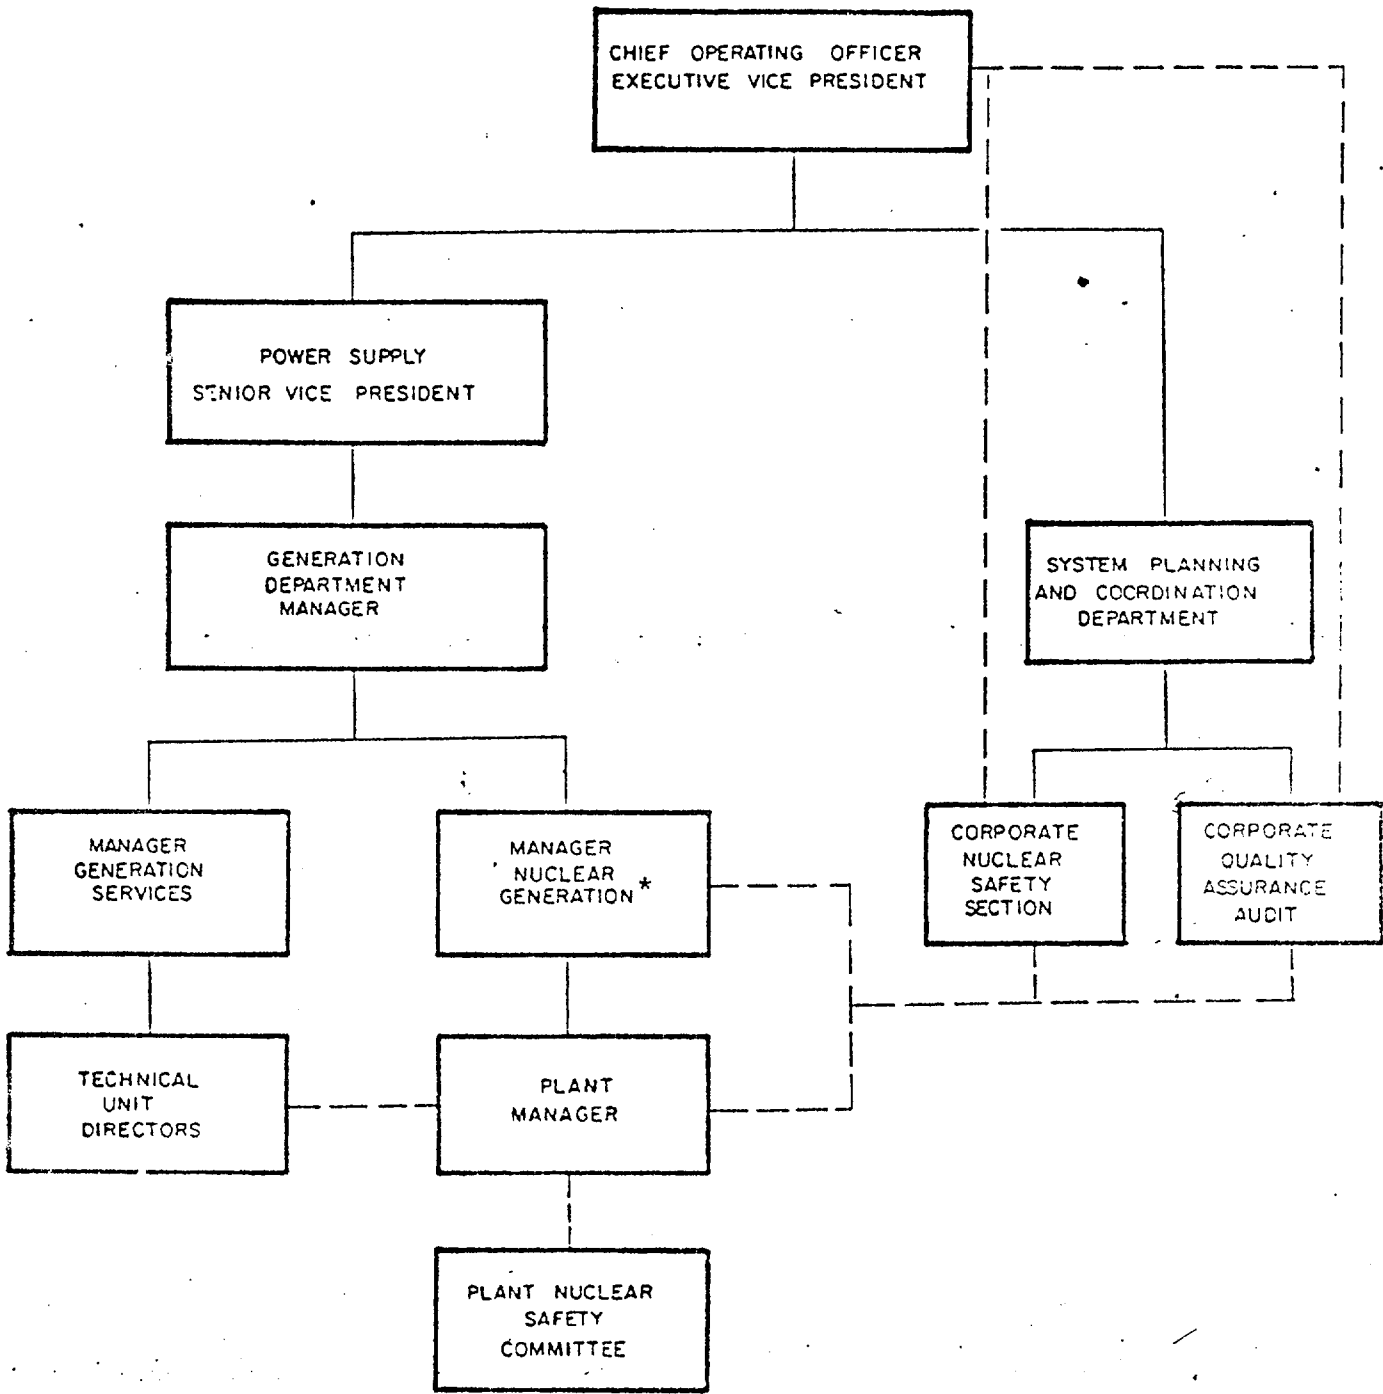 CHIEF OPERATING OFFICER
EXECUTIVE VICE PRESIDENT
POWER SUPPLY
SENIOR VICE PRESIDENT
GENERATION
DEPARTMENT
MANAGER
SYSTEM PLANNING
AND COORDINATION
DEPARTMENT
MANAGER
GENERATION
SERVICES
MANAGER
NUCLEAR
GENERATION *
CORPORATE
NUCLEAR
SAFETY
SECTION
CORPORATE
QUALITY
ASSURANCE
AUDIT
TECHNICAL
UNIT
DIRECTORS
PLANT
MANAGER
PLANT NUCLEAR
SAFETY
COMMITTEE